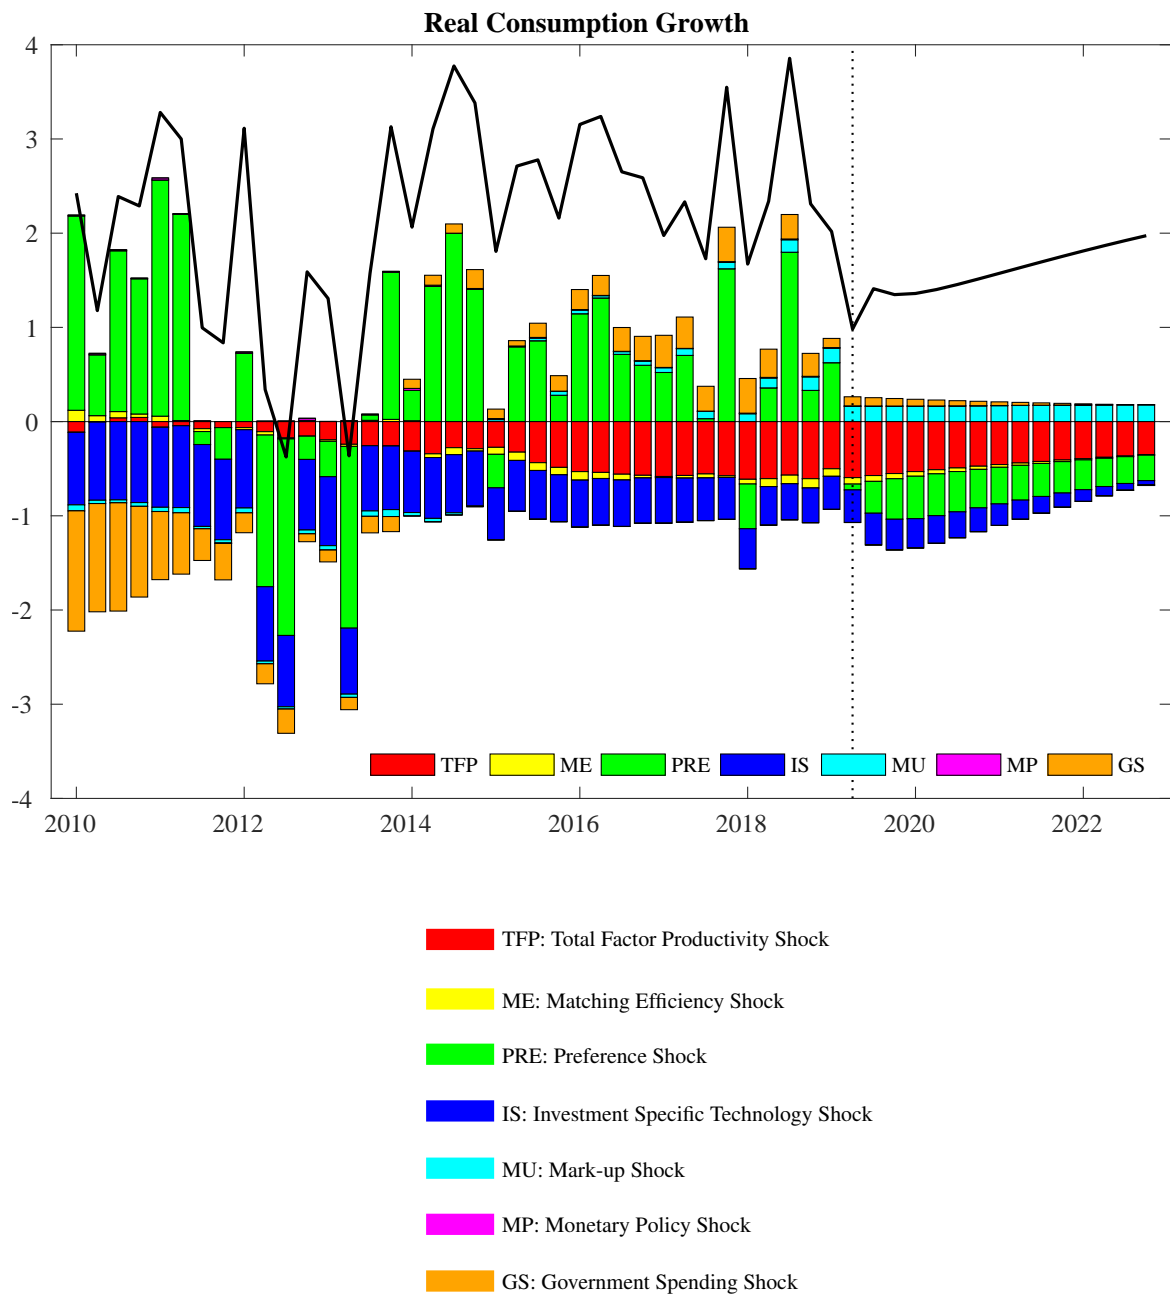 Real Consumption Growth
4
3
2
1
0
-1
-2
-3
-4
TFP ME PRE IS MU MP GS
2010 2012 2014 2016 2018 2020 2022
TFP: Total Factor Productivity Shock
ME: Matching Efficiency Shock
PRE: Preference Shock
IS: Investment Specific Technology Shock
MU: Mark-up Shock
MP: Monetary Policy Shock
GS: Government Spending Shock